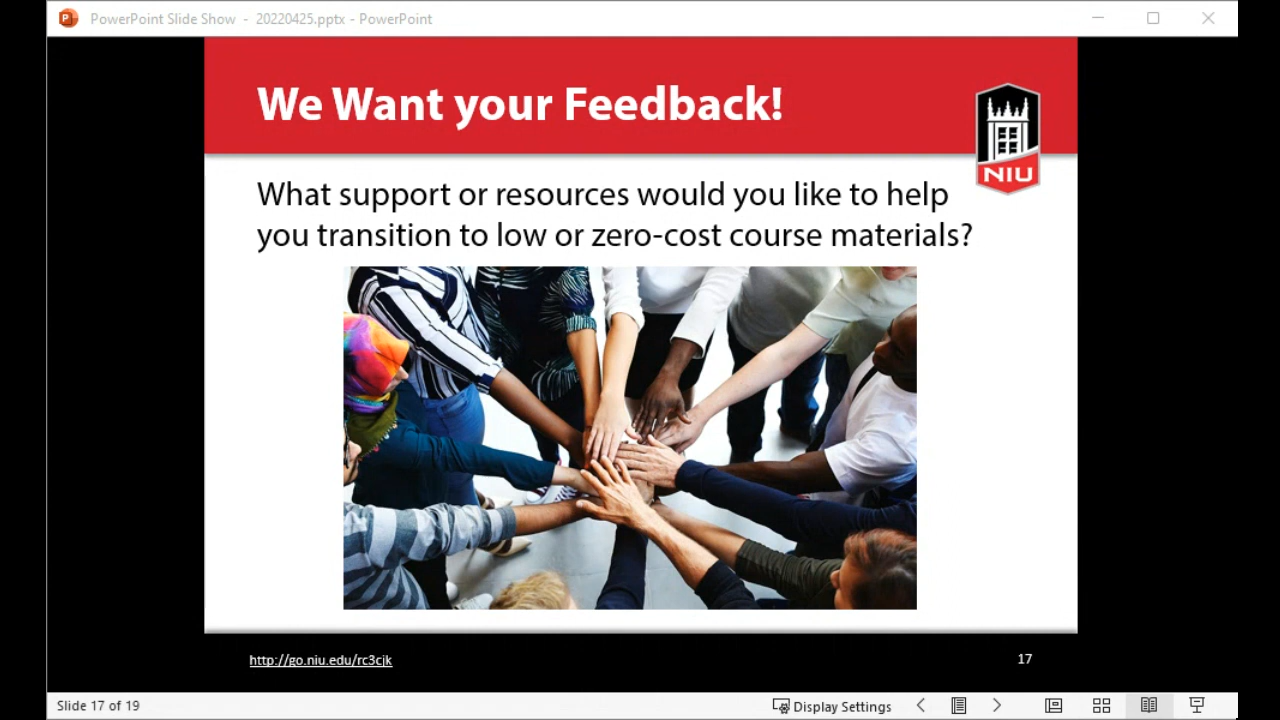 PowerPoint Slide Show - 20220425.pptx - PowerPoint
We Want your Feedback!
NIU
What support or resources would you like to help
you transition to low or zero-cost course materials?
http://go.niu.edu/rc3cjk
17
Slide 17 of 19
Display Settings